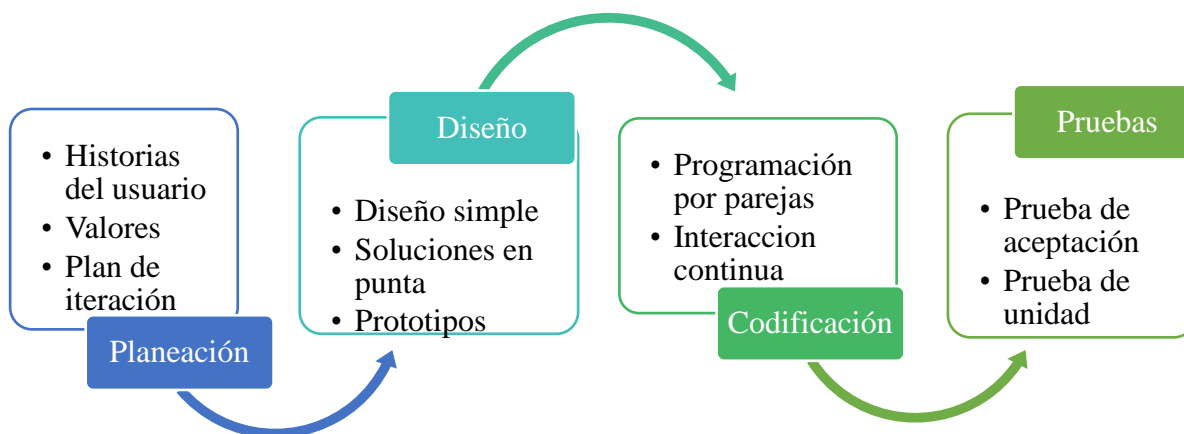 • Historias
del usuario
• Valores
• Plan de
iteración
Planeación
Diseño
• Diseño simple
• Soluciones en
punta
• Prototipos
• Programación
por parejas
• Interaccion
continua
Codificación
Pruebas
• Prueba de
aceptación
• Prueba de
unidad